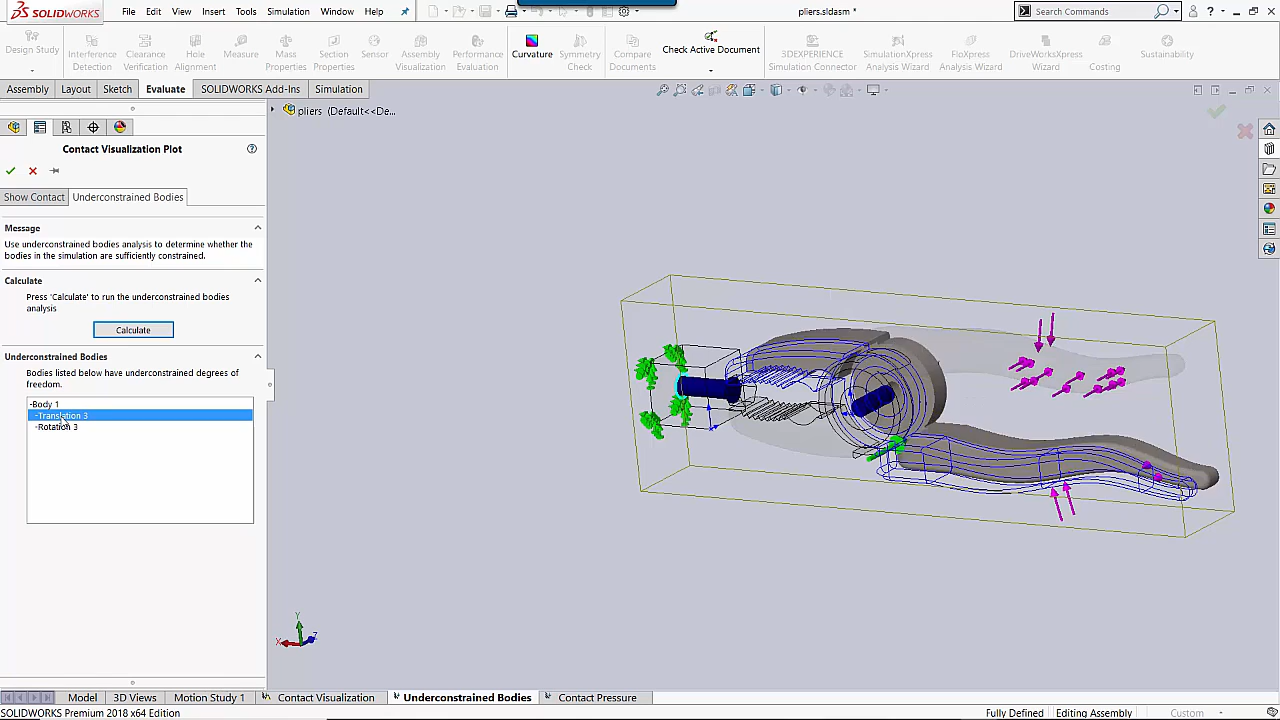 SOLIDWORKS File Edit View Insert Tools Simulation Window Help
pliers.sldasm *
Search Commands
Design Study
Interference Detection
Clearance Verification
Hole Alignment
Measure
Mass Properties
Section Properties
Sensor
Assembly Visualization
Performance Evaluation
Curvature
Symmetry Check
Compare Documents
Check Active Document
3DEXPERIENCE Simulation Connector
SimulationXpress Analysis Wizard
FloXpress Analysis Wizard
DriveWorksXpress Wizard
Costing
Sustainability
Assembly Layout Sketch Evaluate SOLIDWORKS Add-Ins Simulation
pliers (Default<<De...
Contact Visualization Plot
Show Contact Underconstrained Bodies
Message
Use underconstrained bodies analysis to determine whether the
bodies in the simulation are sufficiently constrained.
Calculate
Press 'Calculate' to run the underconstrained bodies
analysis
Calculate
Underconstrained Bodies
Bodies listed below have underconstrained degrees of
freedom.
-Body 1
-Translation 3
-Rotation 3
Y
X
Z
Model 3D Views Motion Study 1 Contact Visualization Underconstrained Bodies Contact Pressure
SOLIDWORKS Premium 2018 x64 Edition
Fully Defined Editing Assembly Custom